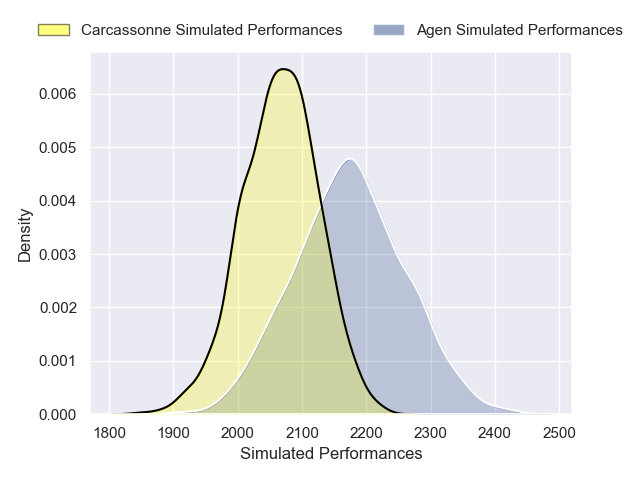 Carcassonne Simulated Performances Agen Simulated Performances
0.006
0.005
0.004
0.003
0.002
0.001
0.000
Density
1800 1900 2000 2100 2200 2300 2400 2500
Simulated Performances